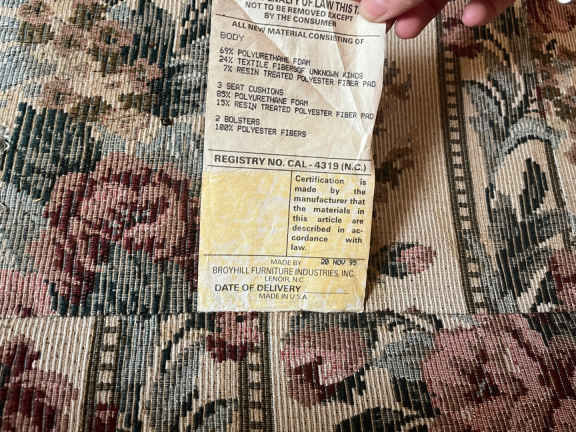 PENALTY OF LAW THIS T
NOT TO BE REMOVED EXCEPT
BY THE CONSUMER
ALL NEW MATERIAL CONSISTING OF
BODY
69% POLYURETHANE FOAM
24% TEXTILE FIBERSOF UNKNOWN KINDS
7% RESIN TREATED POLYESTER FIBER PAD
3 SEAT CUSHIONS
85% POLYURETHANE FOAM
15% RESIN TREATED POLYESTER FIBER PAD
2 BOLSTERS
100% POLYESTER FIBERS
REGISTRY NO. CAL - 4319 (N.C.)
Certification is
made by the
manufacturer that
the materials in
this article are
described in ac-
cordance with
law.
MADE BY 20 NOV 95
BROYHILL FURNITURE INDUSTRIES, INC.
LENOIR, N.C.
DATE OF DELIVERY
MADE IN U.S.A.